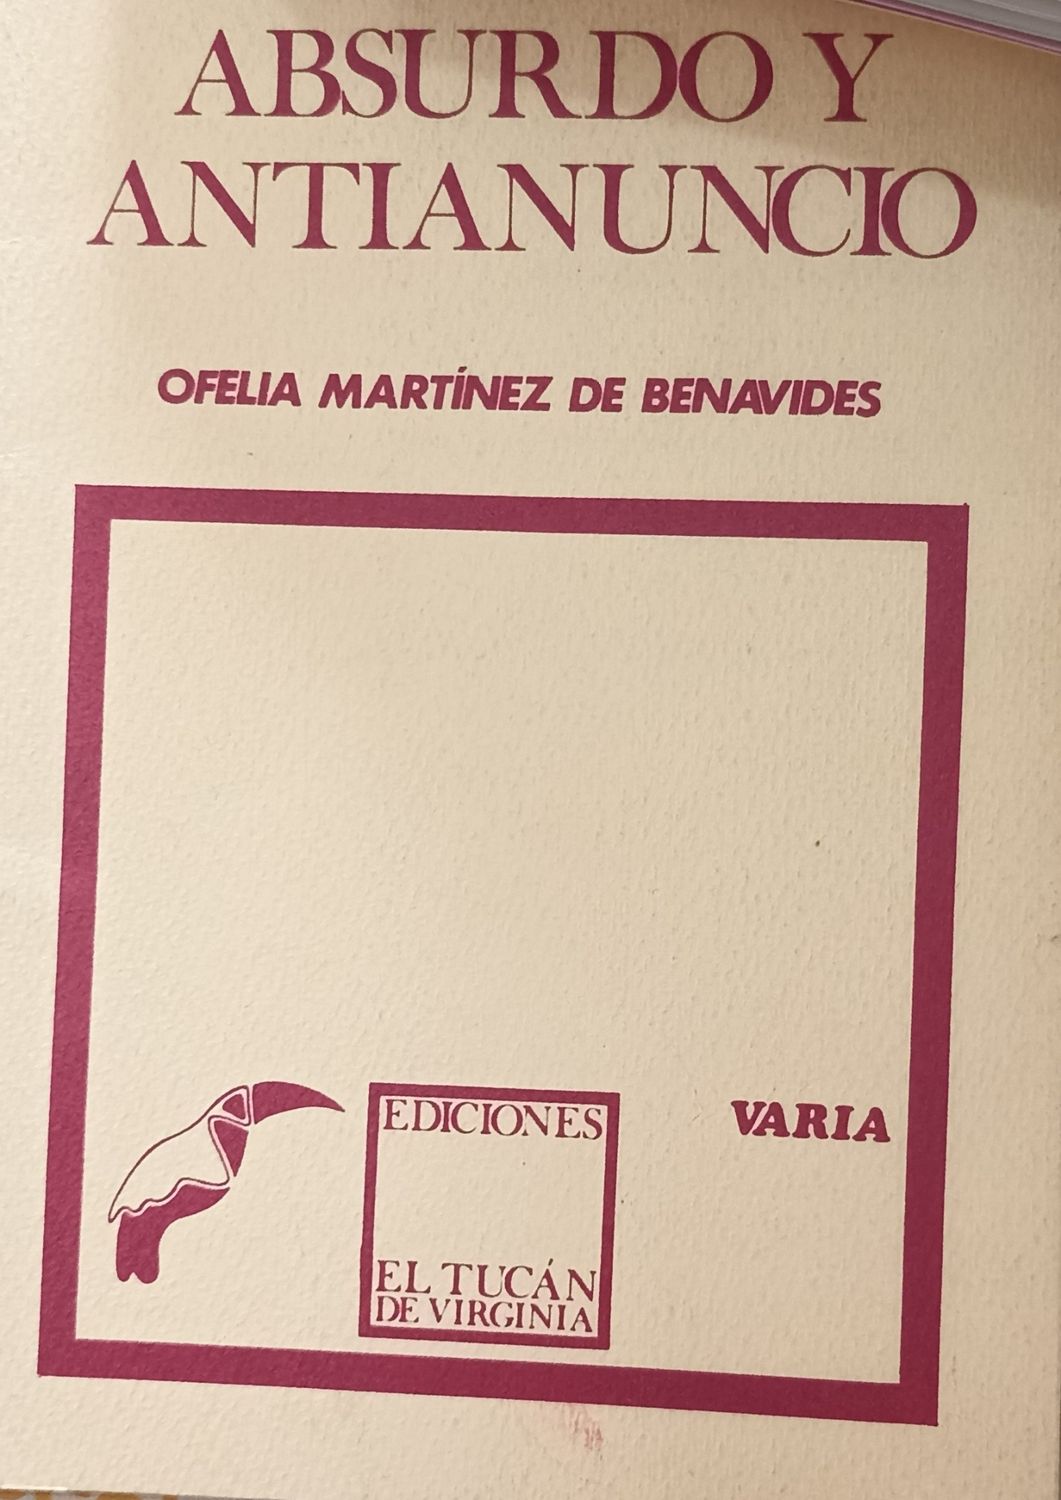 ABSURDO Y
ANTIANUNCIO
OFELIA MARTÍNEZ DE BENAVIDES
EDICIONES
EL TUCÁN
DE VIRGINIA
VARIA